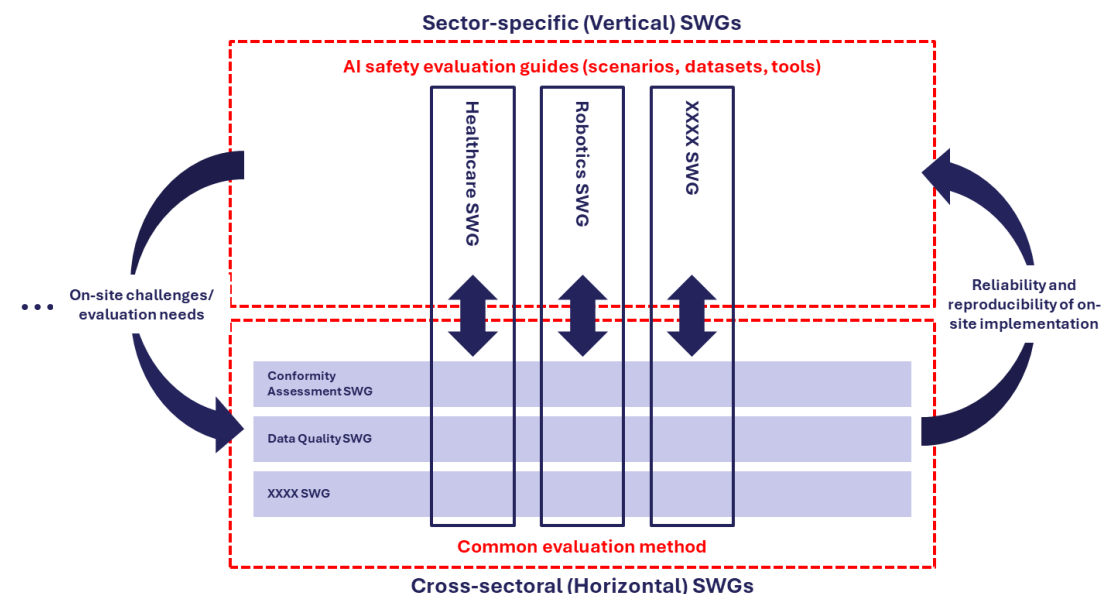 Sector-specific (Vertical) SWGs
AI safety evaluation guides (scenarios, datasets, tools)
Healthcare SWG
Robotics SWG
XXXX SWG
... On-site challenges/
evaluation needs
Reliability and
reproducibility of on-
site implementation
Conformity
Assessment SWG
Data Quality SWG
XXXX SWG
Common evaluation method
Cross-sectoral (Horizontal) SWGs